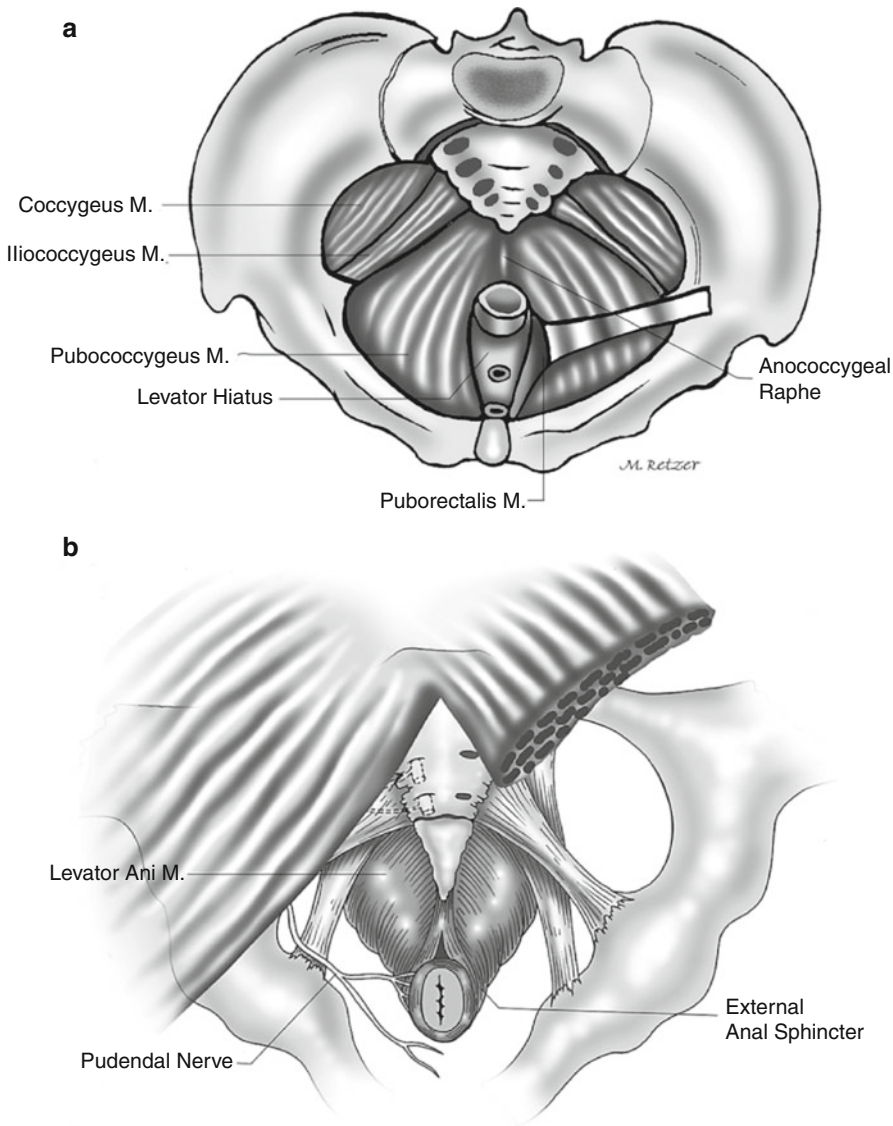 a
Coccygeus M.
Iliococcygeus M.
Pubococcygeus M.
Levator Hiatus
Anococcygeal
Raphe
M. Retzer
Puborectalis M.
b
Levator Ani M.
External
Anal Sphincter
Pudendal Nerve